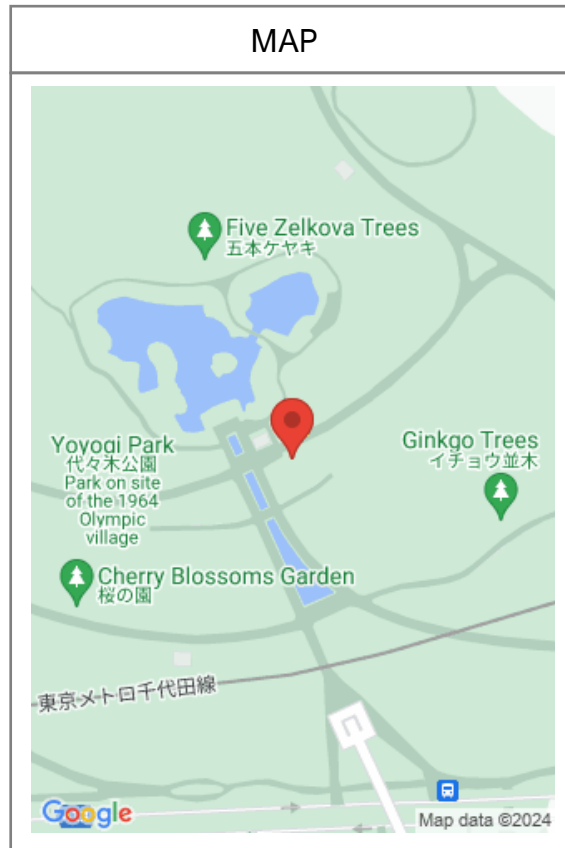 MAP
Five Zelkova Trees
五本ケヤキ
Yoyogi Park
代々木公園
Park on site
of the 1964
Olympic
village
Ginkgo Trees
イチョウ並木
Cherry Blossoms Garden
桜の園
東京メトロ千代田線
Google
Map data ©2024